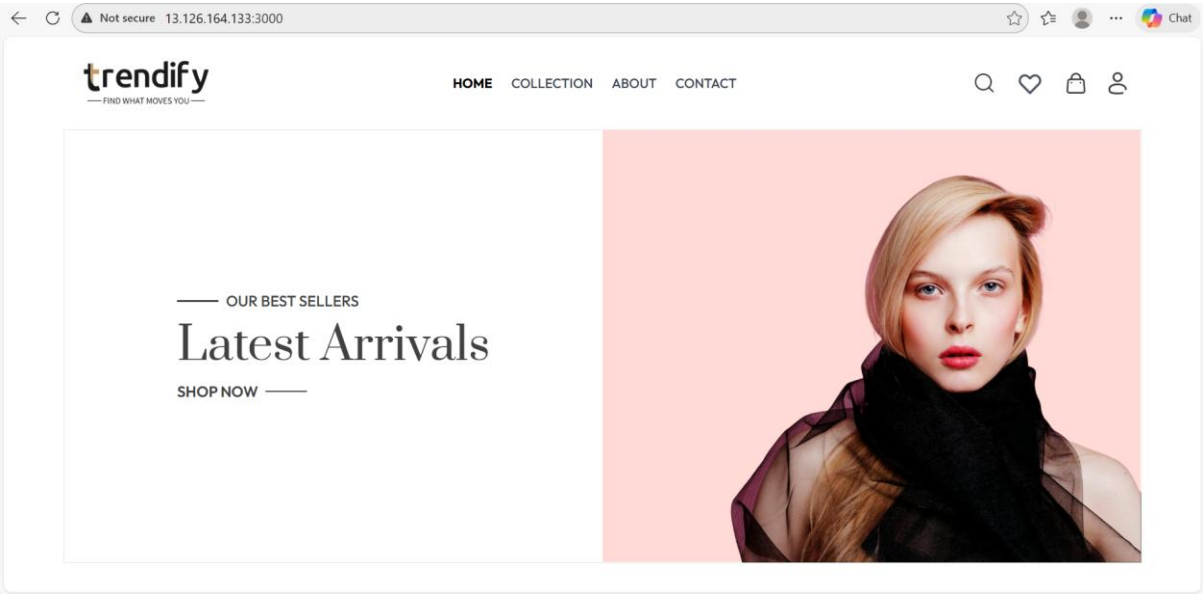 Not secure 13.126.164.133:3000
Chat
trendify
FIND WHAT MOVES YOU
HOME COLLECTION ABOUT CONTACT
OUR BEST SELLERS
Latest Arrivals
SHOP NOW